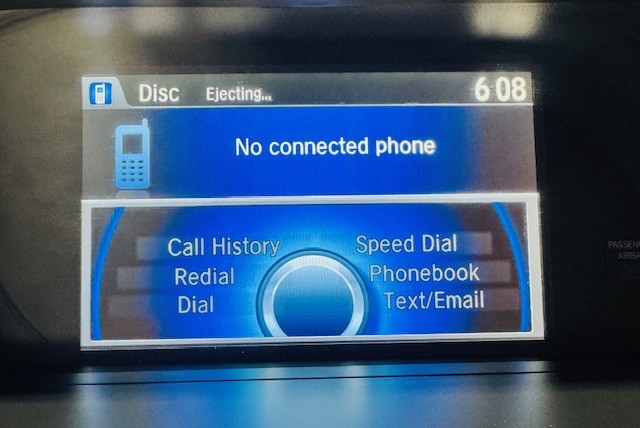 Disc Ejecting... 6:08
No connected phone
Call History Speed Dial
Redial Phonebook
Dial Text/Email